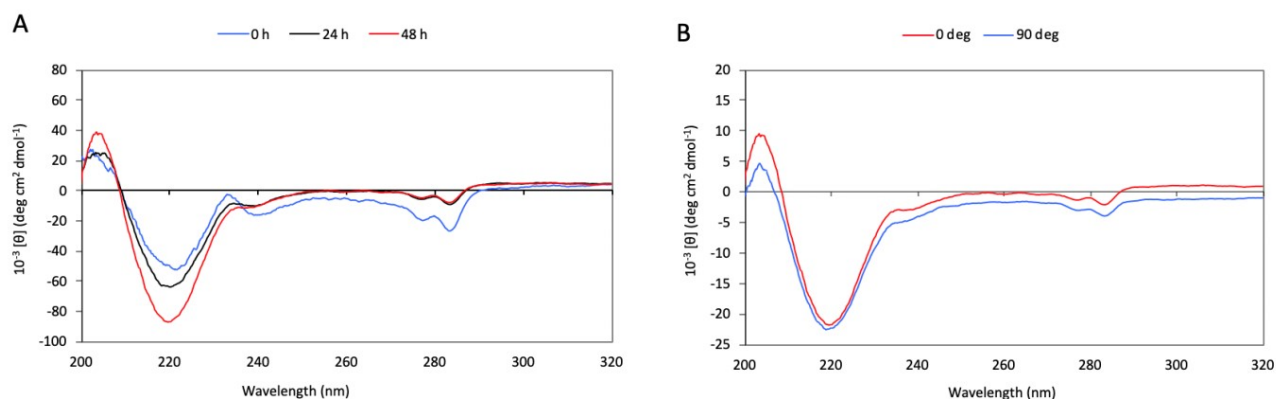 A
0 h 24 h 48 h
80
60
40
20
0
-20
-40
-60
-80
-100
10⁻³ [θ] (deg cm² dmol⁻¹)
200 220 240 260 280 300 320
Wavelength (nm)
B
0 deg 90 deg
20
15
10
5
0
-5
-10
-15
-20
-25
10⁻³ [θ] (deg cm² dmol⁻¹)
200 220 240 260 280 300 320
Wavelength (nm)